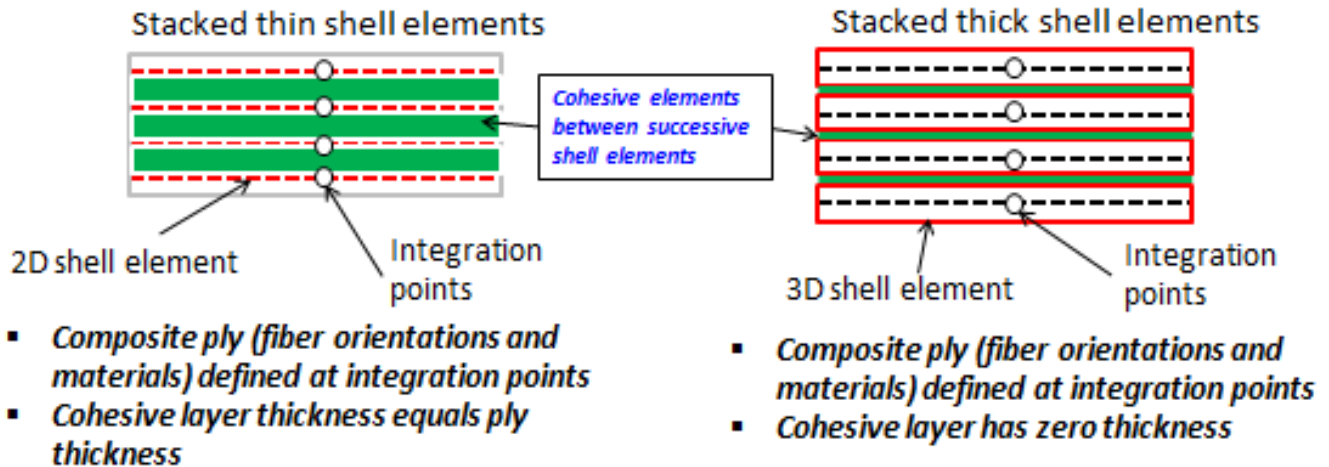 Stacked thin shell elements
Stacked thick shell elements
Cohesive elements
between successive
shell elements
2D shell element
Integration
points
3D shell element
Integration
points
▪ Composite ply (fiber orientations and
materials) defined at integration points
▪ Cohesive layer thickness equals ply
thickness
▪ Composite ply (fiber orientations and
materials) defined at integration points
▪ Cohesive layer has zero thickness